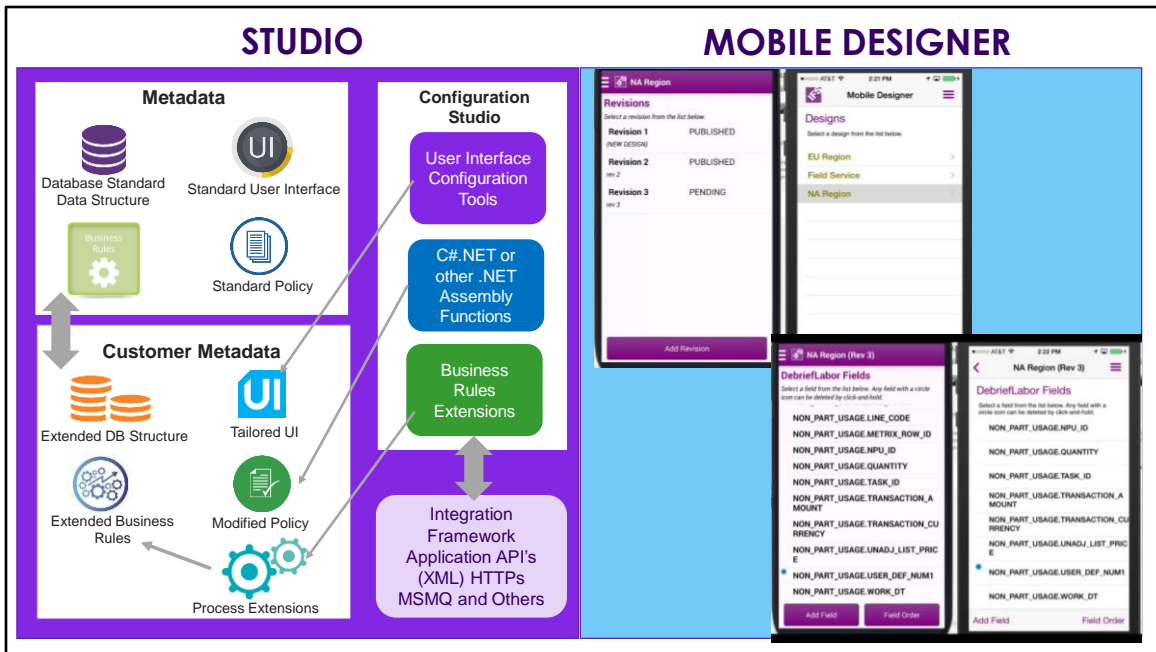 STUDIO
MOBILE DESIGNER
Metadata
Database Standard
Data Structure
UI
Standard User Interface
Business
Rules
Standard Policy
Customer Metadata
Extended DB Structure
UI
Tailored UI
Extended Business
Rules
Modified Policy
Process Extensions
Configuration
Studio
User Interface
Configuration
Tools
C#.NET or
other .NET
Assembly
Functions
Business
Rules
Extensions
Integration
Framework
Application API's
(XML) HTTPs
MSMQ and Others
NA Region
Revisions
Select a revision from the list below.
Revision 1 PUBLISHED
(NEW DESIGN)
Revision 2 PUBLISHED
rev 2
Revision 3 PENDING
rev 3
Add Revision
AT&T 2:21 PM
Mobile Designer
Designs
Select a design from the list below.
EU Region
Field Service
NA Region
NA Region (Rev 3)
DebriefLabor Fields
Select a field from the list below. Any field with a circle
icon can be deleted by click-and-hold.
NON_PART_USAGE.LINE_CODE
NON_PART_USAGE.METRIX_ROW_ID
NON_PART_USAGE.NPU_ID
NON_PART_USAGE.QUANTITY
NON_PART_USAGE.TASK_ID
NON_PART_USAGE.TRANSACTION_A
MOUNT
NON_PART_USAGE.TRANSACTION_CU
RRENCY
NON_PART_USAGE.UNADJ_LIST_PRIC
E
NON_PART_USAGE.USER_DEF_NUM1
NON_PART_USAGE.WORK_DT
Add Field Field Order
AT&T 2:22 PM
NA Region (Rev 3)
DebriefLabor Fields
Select a field from the list below. Any field with a
circle icon can be deleted by click-and-hold.
NON_PART_USAGE.NPU_ID
NON_PART_USAGE.QUANTITY
NON_PART_USAGE.TASK_ID
NON_PART_USAGE.TRANSACTION_A
MOUNT
NON_PART_USAGE.TRANSACTION_CU
RRENCY
NON_PART_USAGE.UNADJ_LIST_PRIC
E
NON_PART_USAGE.USER_DEF_NUM1
NON_PART_USAGE.WORK_DT
Add Field Field Order